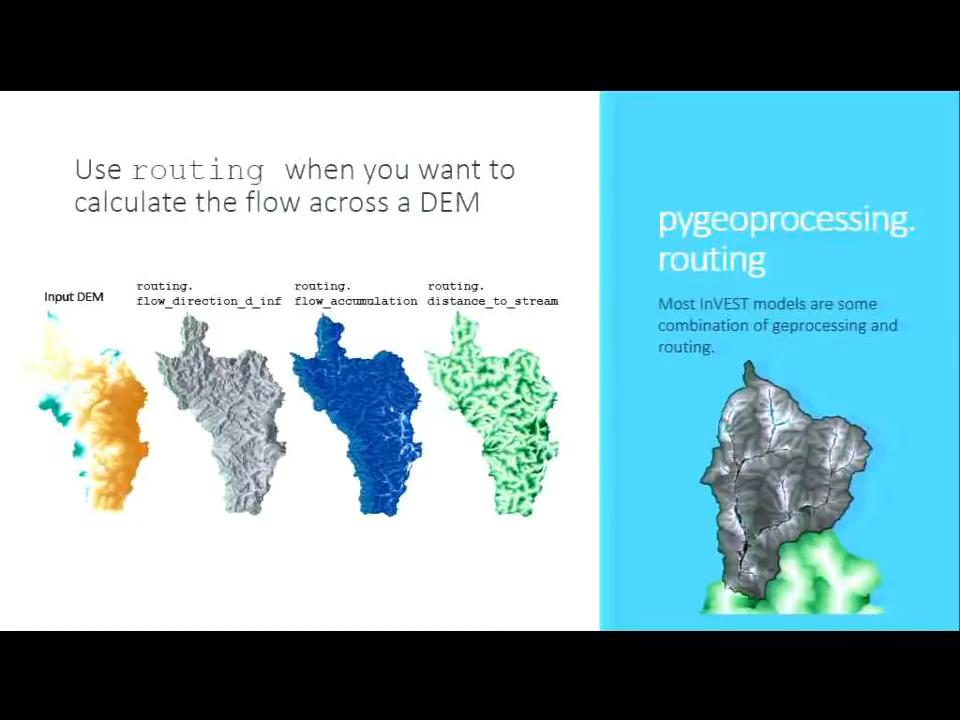 Use routing when you want to
calculate the flow across a DEM
Input DEM
routing.
flow_direction_d_inf
routing.
flow_accumulation
routing.
distance_to_stream
pygeoprocessing.
routing
Most InVEST models are some
combination of geprocessing and
routing.